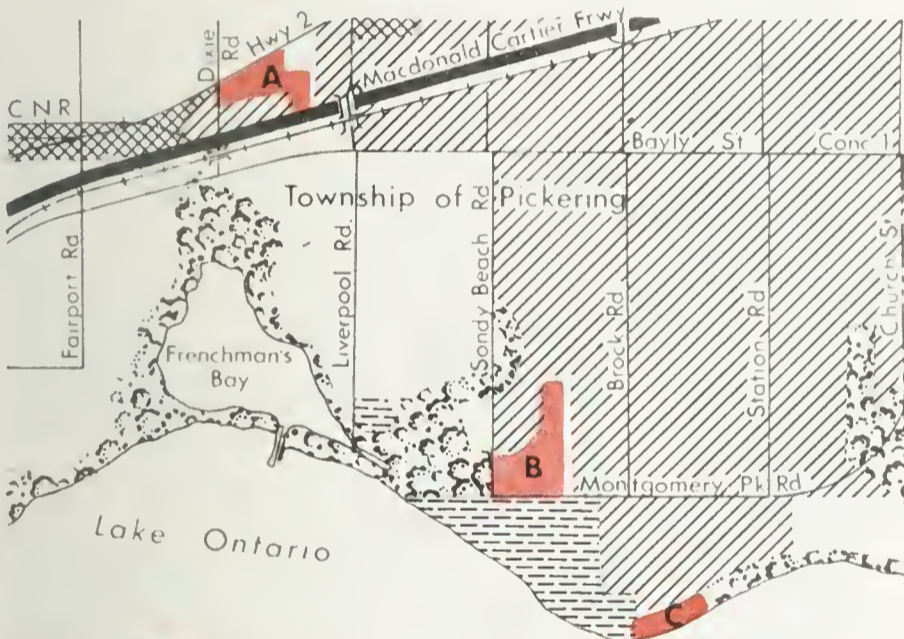 Dixie Rd
Hwy 2
A
Macdonald Cartier Frwy
CNR
Bayly St
Conc 1
Township of Pickering
Fairport Rd
Liverpool Rd.
Sandy Beach Rd
Brock Rd
Station Rd
Church St
Frenchman's
Bay
B
Montgomery Pk Rd
Lake Ontario
C